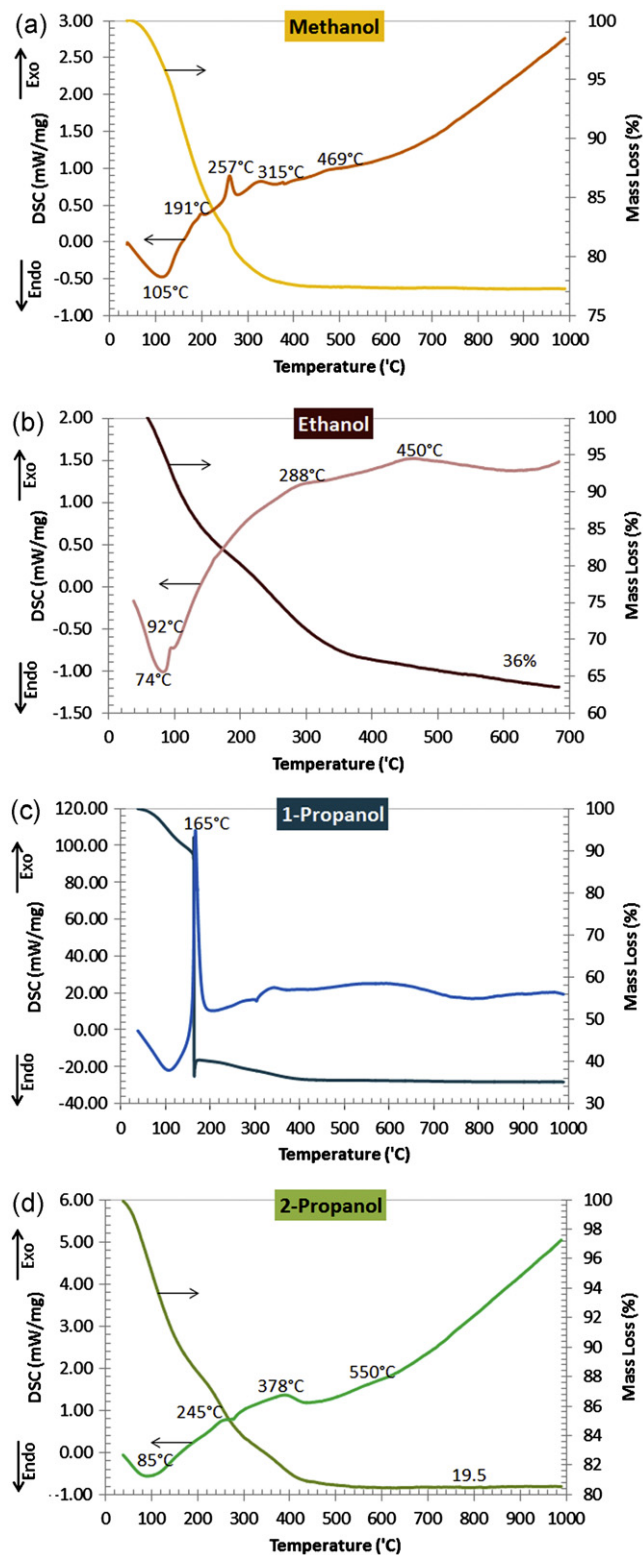 (a)
Methanol
Exo
DSC (mW/mg)
Endo
3.00
2.50
2.00
1.50
1.00
0.50
0.00
-0.50
-1.00
100
95
90
85
80
75
Mass Loss (%)
105°C
191°C
257°C
315°C
469°C
0 100 200 300 400 500 600 700 800 900 1000
Temperature ('C)
(b)
Ethanol
Exo
DSC (mW/mg)
Endo
2.00
1.50
1.00
0.50
0.00
-0.50
-1.00
-1.50
100
95
90
85
80
75
70
65
60
Mass Loss (%)
74°C
92°C
288°C
450°C
36%
0 100 200 300 400 500 600 700
Temperature ('C)
(c)
1-Propanol
Exo
DSC (mW/mg)
Endo
120.00
100.00
80.00
60.00
40.00
20.00
0.00
-20.00
-40.00
100
90
80
70
60
50
40
30
Mass Loss (%)
165°C
0 100 200 300 400 500 600 700 800 900 1000
Temperature ('C)
(d)
2-Propanol
Exo
DSC (mW/mg)
Endo
6.00
5.00
4.00
3.00
2.00
1.00
0.00
-1.00
100
98
96
94
92
90
88
86
84
82
80
Mass Loss (%)
85°C
245°C
378°C
550°C
19.5
0 100 200 300 400 500 600 700 800 900 1000
Temperature ('C)